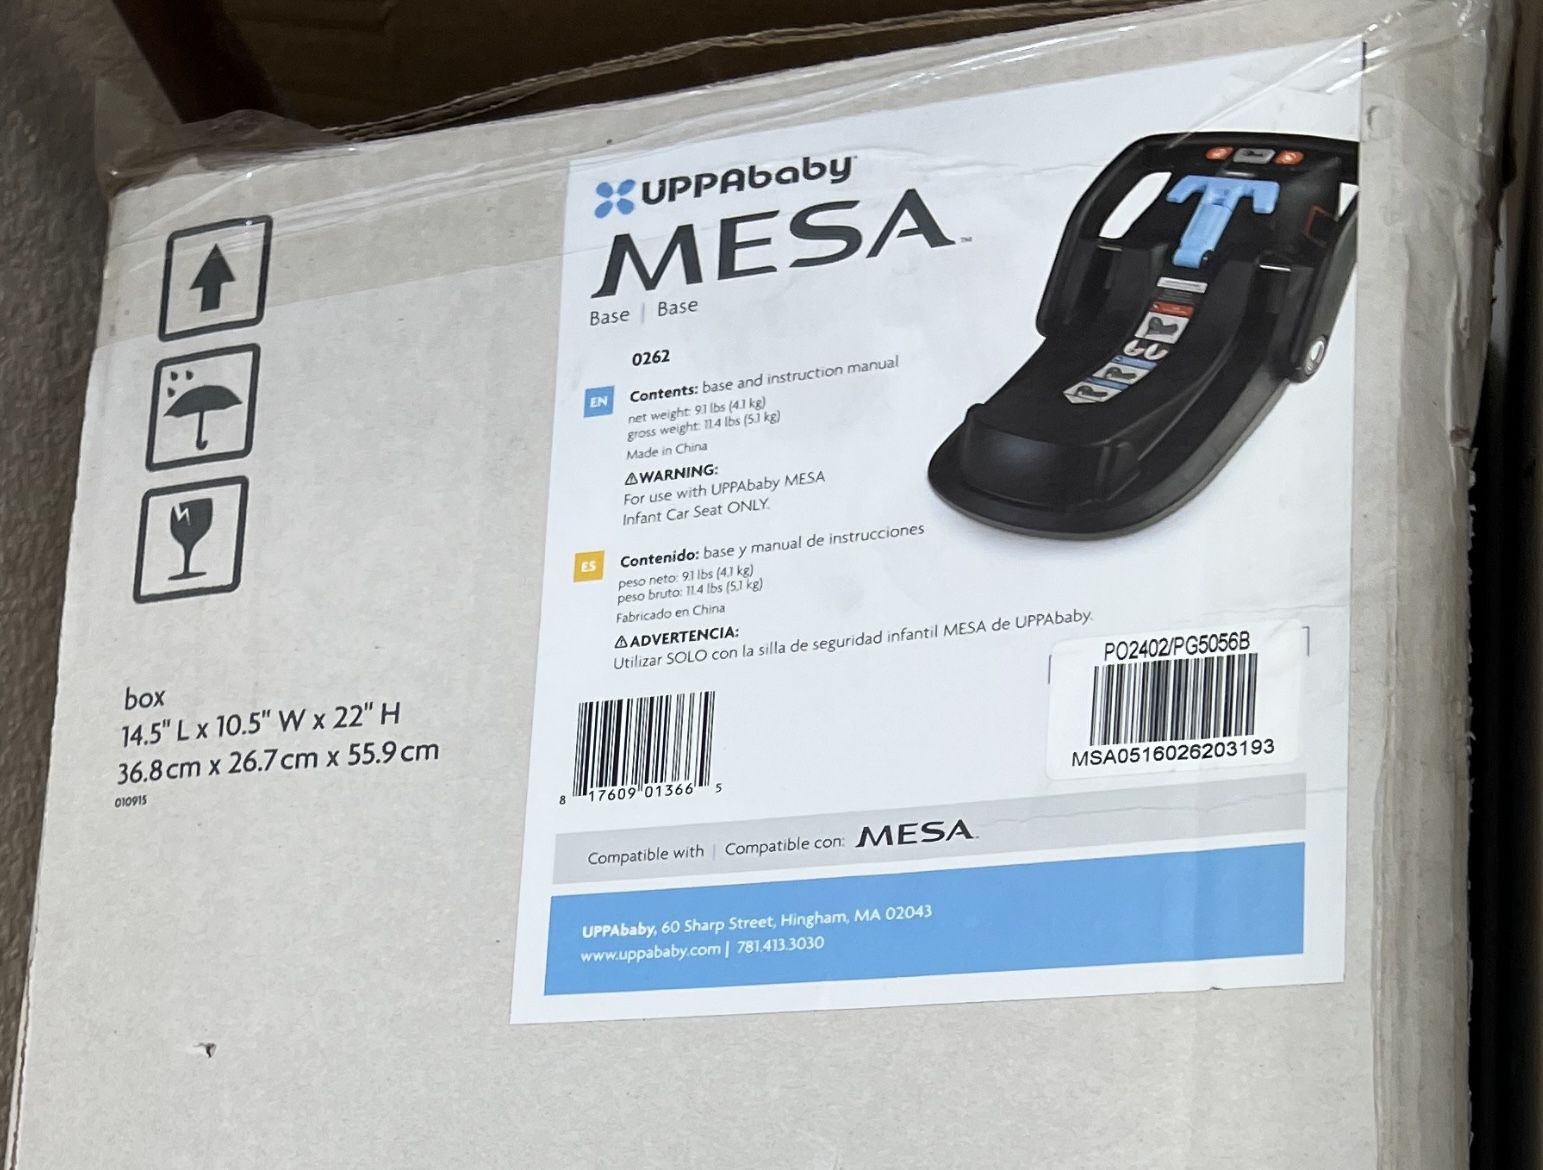 UPPAbaby
MESA™
Base | Base
0262
EN
Contents: base and instruction manual
net weight: 9.1 lbs (4.1 kg)
gross weight: 11.4 lbs (5.1 kg)
Made in China
⚠WARNING:
For use with UPPAbaby MESA
Infant Car Seat ONLY.
ES
Contenido: base y manual de instrucciones
peso neto: 9.1 lbs (4.1 kg)
peso bruto: 11.4 lbs (5.1 kg)
Fabricado en China
⚠ADVERTENCIA:
Utilizar SOLO con la silla de seguridad infantil MESA de UPPAbaby.
box
14.5" L x 10.5" W x 22" H
36.8 cm x 26.7 cm x 55.9 cm
010915
8 17609 01366 5
PO2402/PG5056B
MSA0516026203193
Compatible with | Compatible con: MESA
UPPAbaby, 60 Sharp Street, Hingham, MA 02043
www.uppababy.com | 781.413.3030